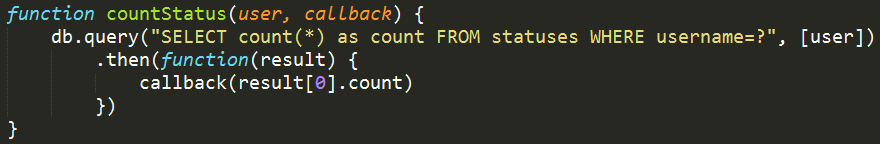 function countStatus(user, callback) {
    db.query("SELECT count(*) as count FROM statuses WHERE username=?", [user])
        .then(function(result) {
            callback(result[0].count)
        })
}